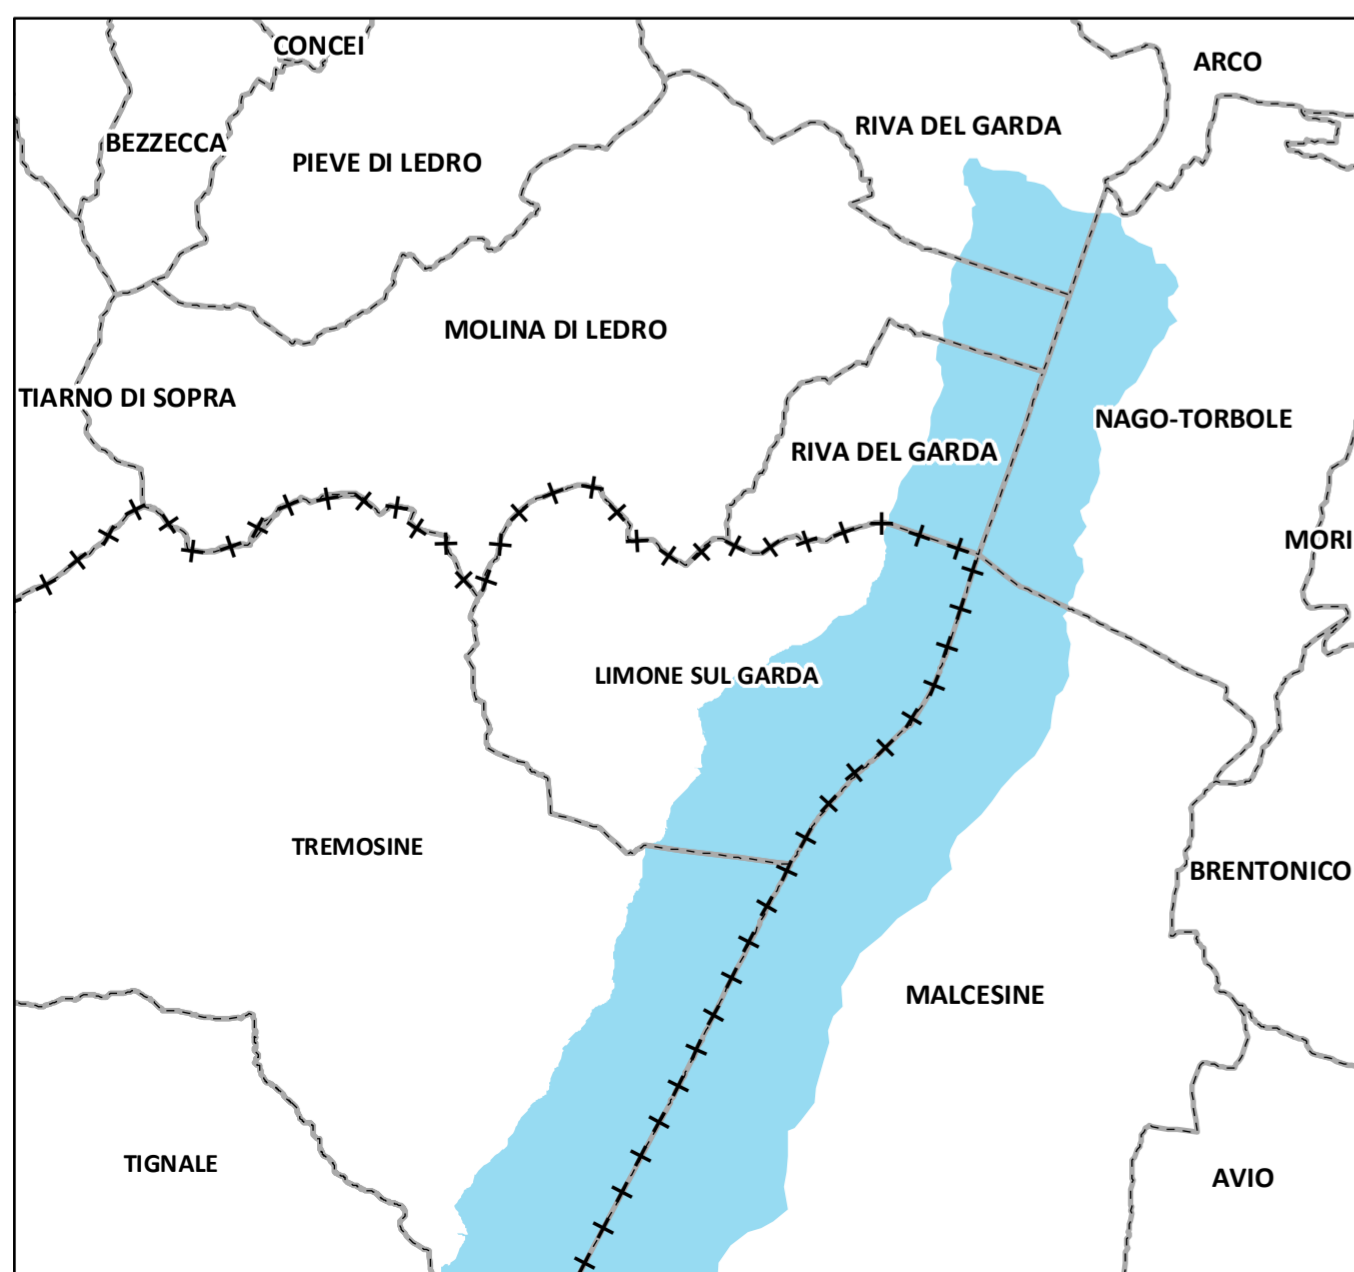 CONCEI
ARCO
RIVA DEL GARDA
BEZZECCA
PIEVE DI LEDRO
MOLINA DI LEDRO
TIARNO DI SOPRA
NAGO-TORBOLE
RIVA DEL GARDA
MORI
LIMONE SUL GARDA
TREMOSINE
BRENTONICO
MALCESINE
TIGNALE
AVIO